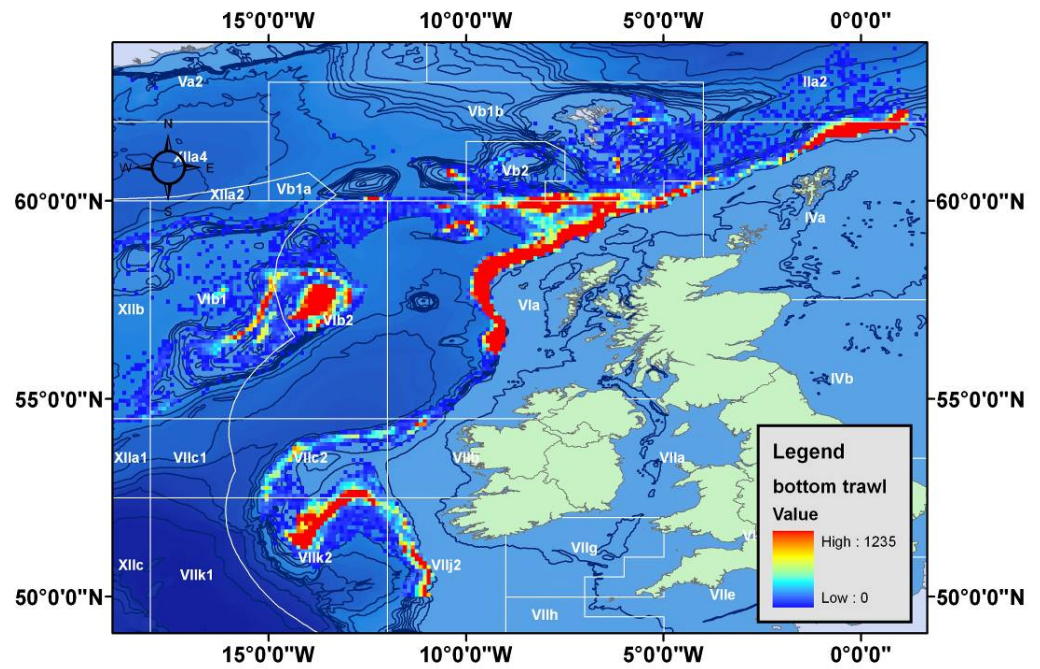 15°0'0"W 10°0'0"W 5°0'0"W 0°0'0"
Va2
IIa2
Vb1b
N
XIIa4
W E
Vb2
S
XIIa2 Vb1a
60°0'0"N 60°0'0"N
IVa
VIb1
XIIb
VIa
VIb2
IVb
55°0'0"N 55°0'0"N
XIIa1 VIIc1 VIIc2 VIIb VIIa
Legend
bottom trawl
Value
High : 1235
Low : 0
VIIg
VIIk2
XIIc VIIk1 VIIj2
VIIe
50°0'0"N 50°0'0"N
VIIh
15°0'0"W 10°0'0"W 5°0'0"W 0°0'0"